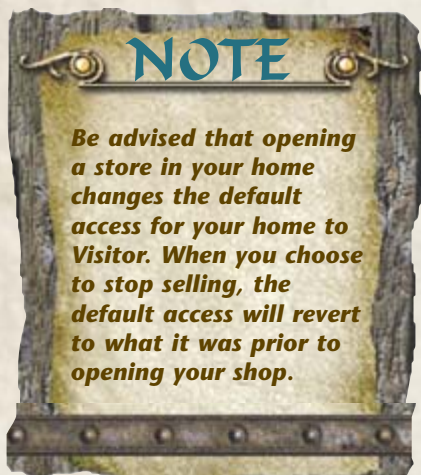 NOTE
Be advised that opening
a store in your home
changes the default
access for your home to
Visitor. When you choose
to stop selling, the
default access will revert
to what it was prior to
opening your shop.